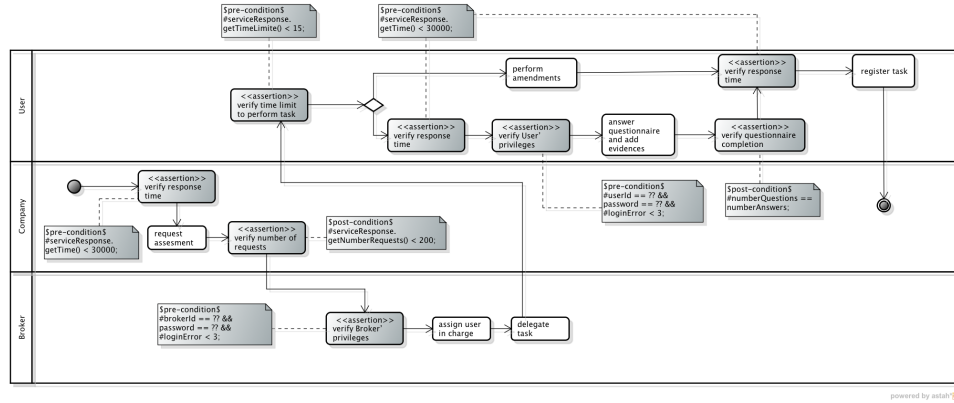 $pre-condition$
#serviceResponse.
getTimeLimite() < 15;
$pre-condition$
#serviceResponse.
getTime() < 30000;
User
<<assertion>>
verify time limit
to perform task
perform
amendments
<<assertion>>
verify response
time
register task
<<assertion>>
verify response
time
<<assertion>>
verify User'
privileges
answer
questionnaire
and add
evidences
<<assertion>>
verify questionnaire
completion
Company
<<assertion>>
verify response
time
$pre-condition$
#serviceResponse.
getTime() < 30000;
request
assesment
<<assertion>>
verify number of
requests
$post-condition$
#serviceResponse.
getNumberRequests() < 200;
$pre-condition$
#userId == ?? &&
password == ?? &&
#loginError < 3;
$post-condition$
#numberQuestions ==
numberAnswers;
Broker
$pre-condition$
#brokerId == ?? &&
password == ?? &&
#loginError < 3;
<<assertion>>
verify Broker'
privileges
assign user
in charge
delegate
task
powered by astah*